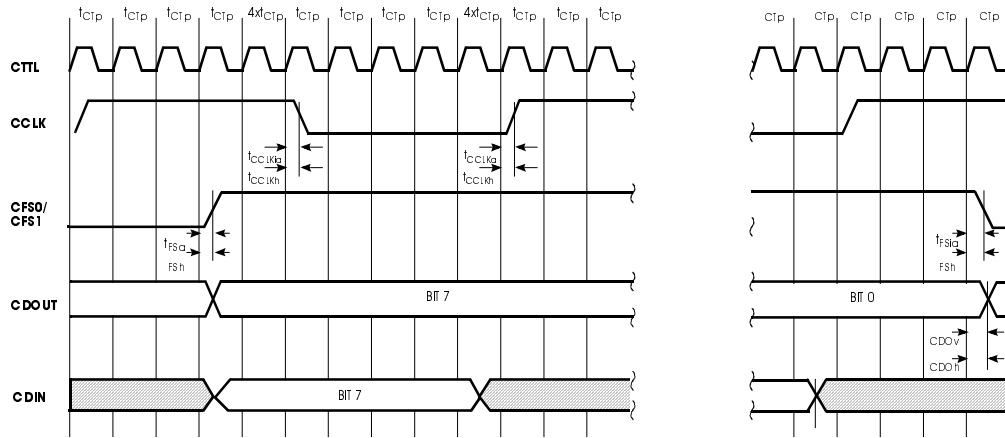 tCTp tCTp tCTp tCTp 4xtCTp tCTp tCTp tCTp tCTp 4xtCTp tCTp tCTp tCTp
CTp CTp CTp CTp CTp CTp
CTTL
CCLK
tCCLKia
tCCLKh
tCCLKa
tCCLKh
CFS0/
CFS1
tFSa
FSh
tFSia
FSh
CDOUT
BIT 7
BIT 0
CDOv
CDOh
CDIN
BIT 7